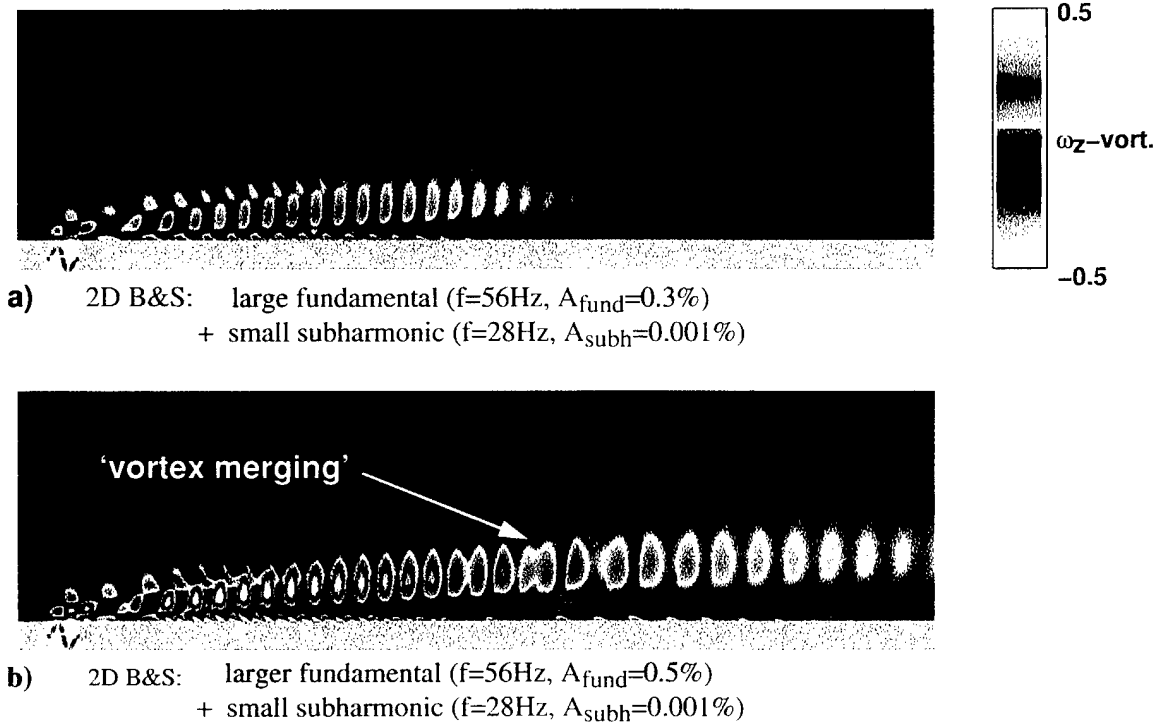 0.5
ωz-vort.
-0.5
a) 2D B&S: large fundamental (f=56Hz, Afund=0.3%)
+ small subharmonic (f=28Hz, Asubh=0.001%)
'vortex merging'
b) 2D B&S: larger fundamental (f=56Hz, Afund=0.5%)
+ small subharmonic (f=28Hz, Asubh=0.001%)